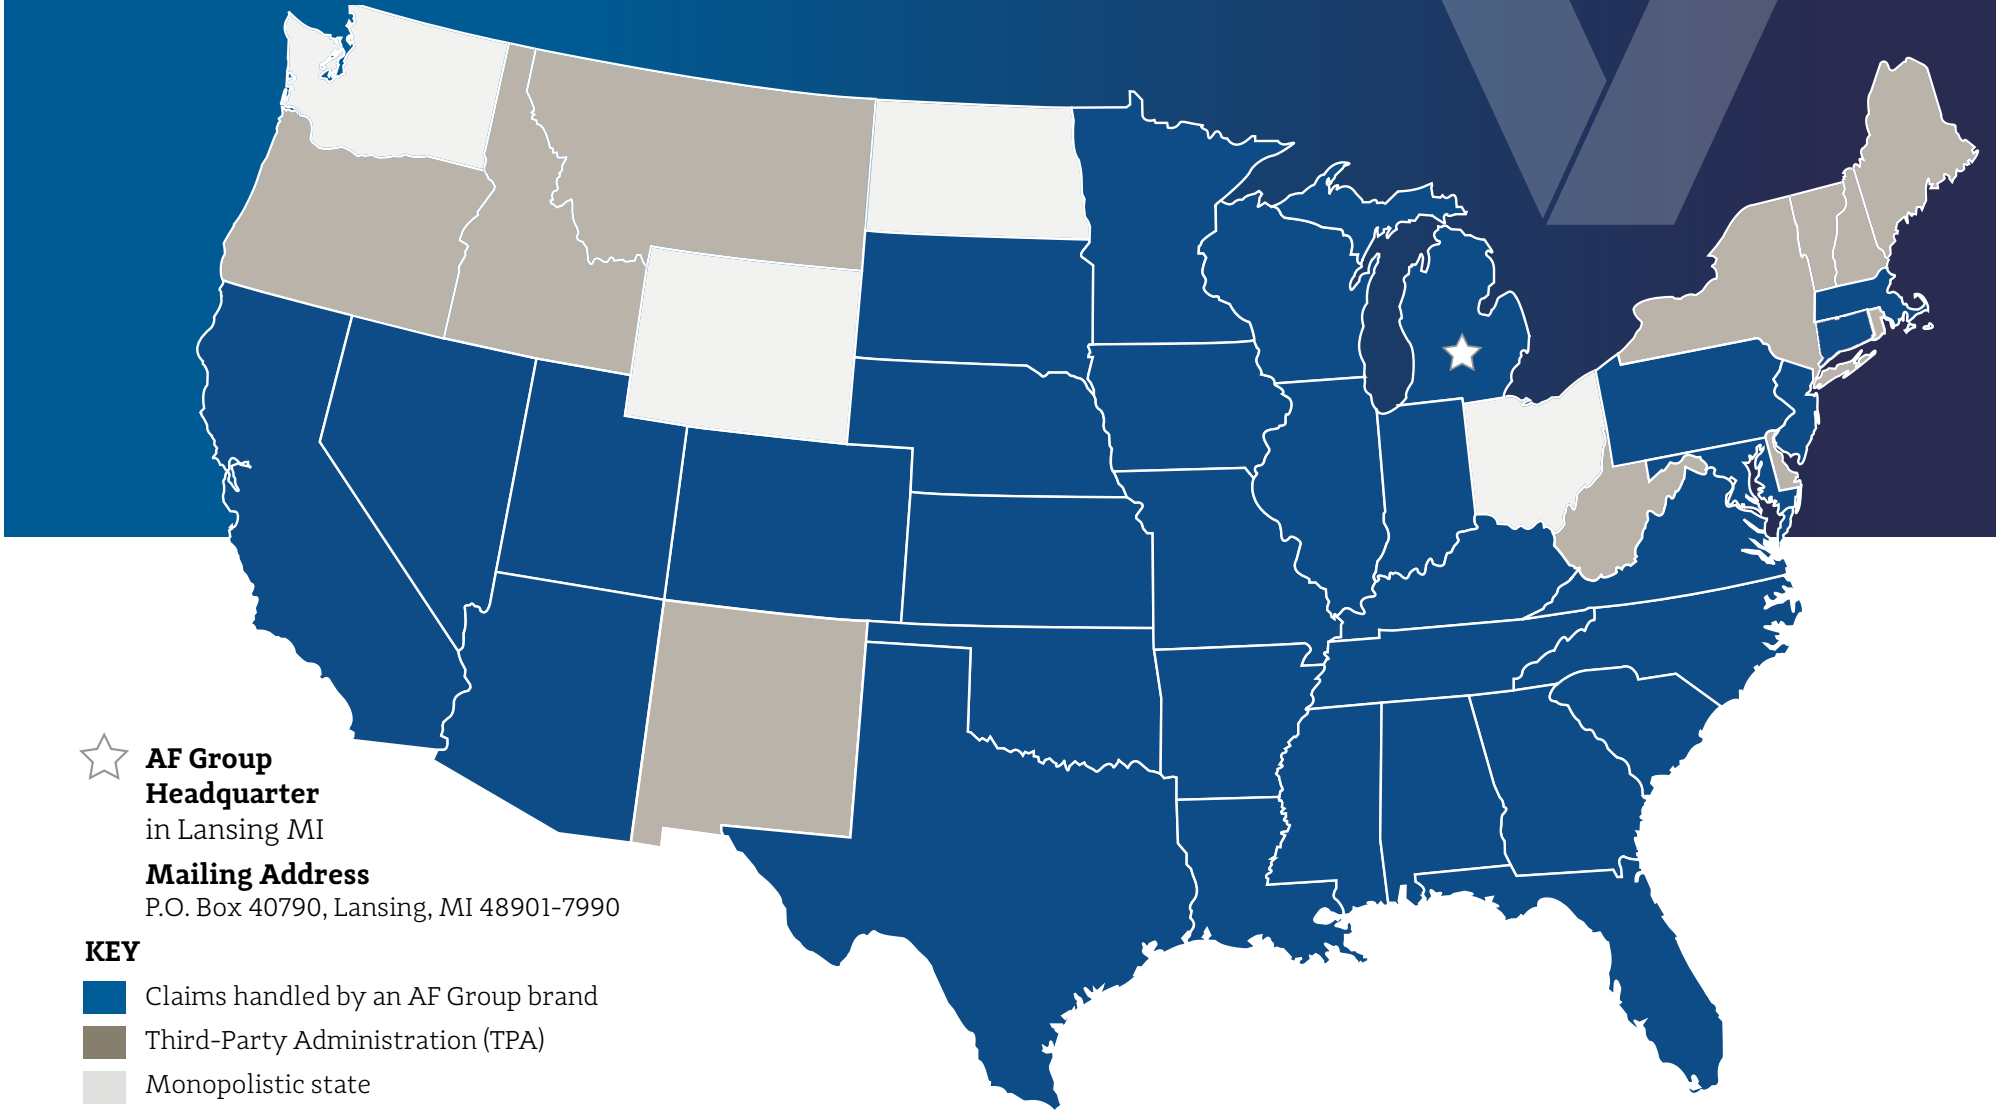 AF Group
Headquarter
in Lansing MI
Mailing Address
P.O. Box 40790, Lansing, MI 48901-7990
KEY
Claims handled by an AF Group brand
Third-Party Administration (TPA)
Monopolistic state